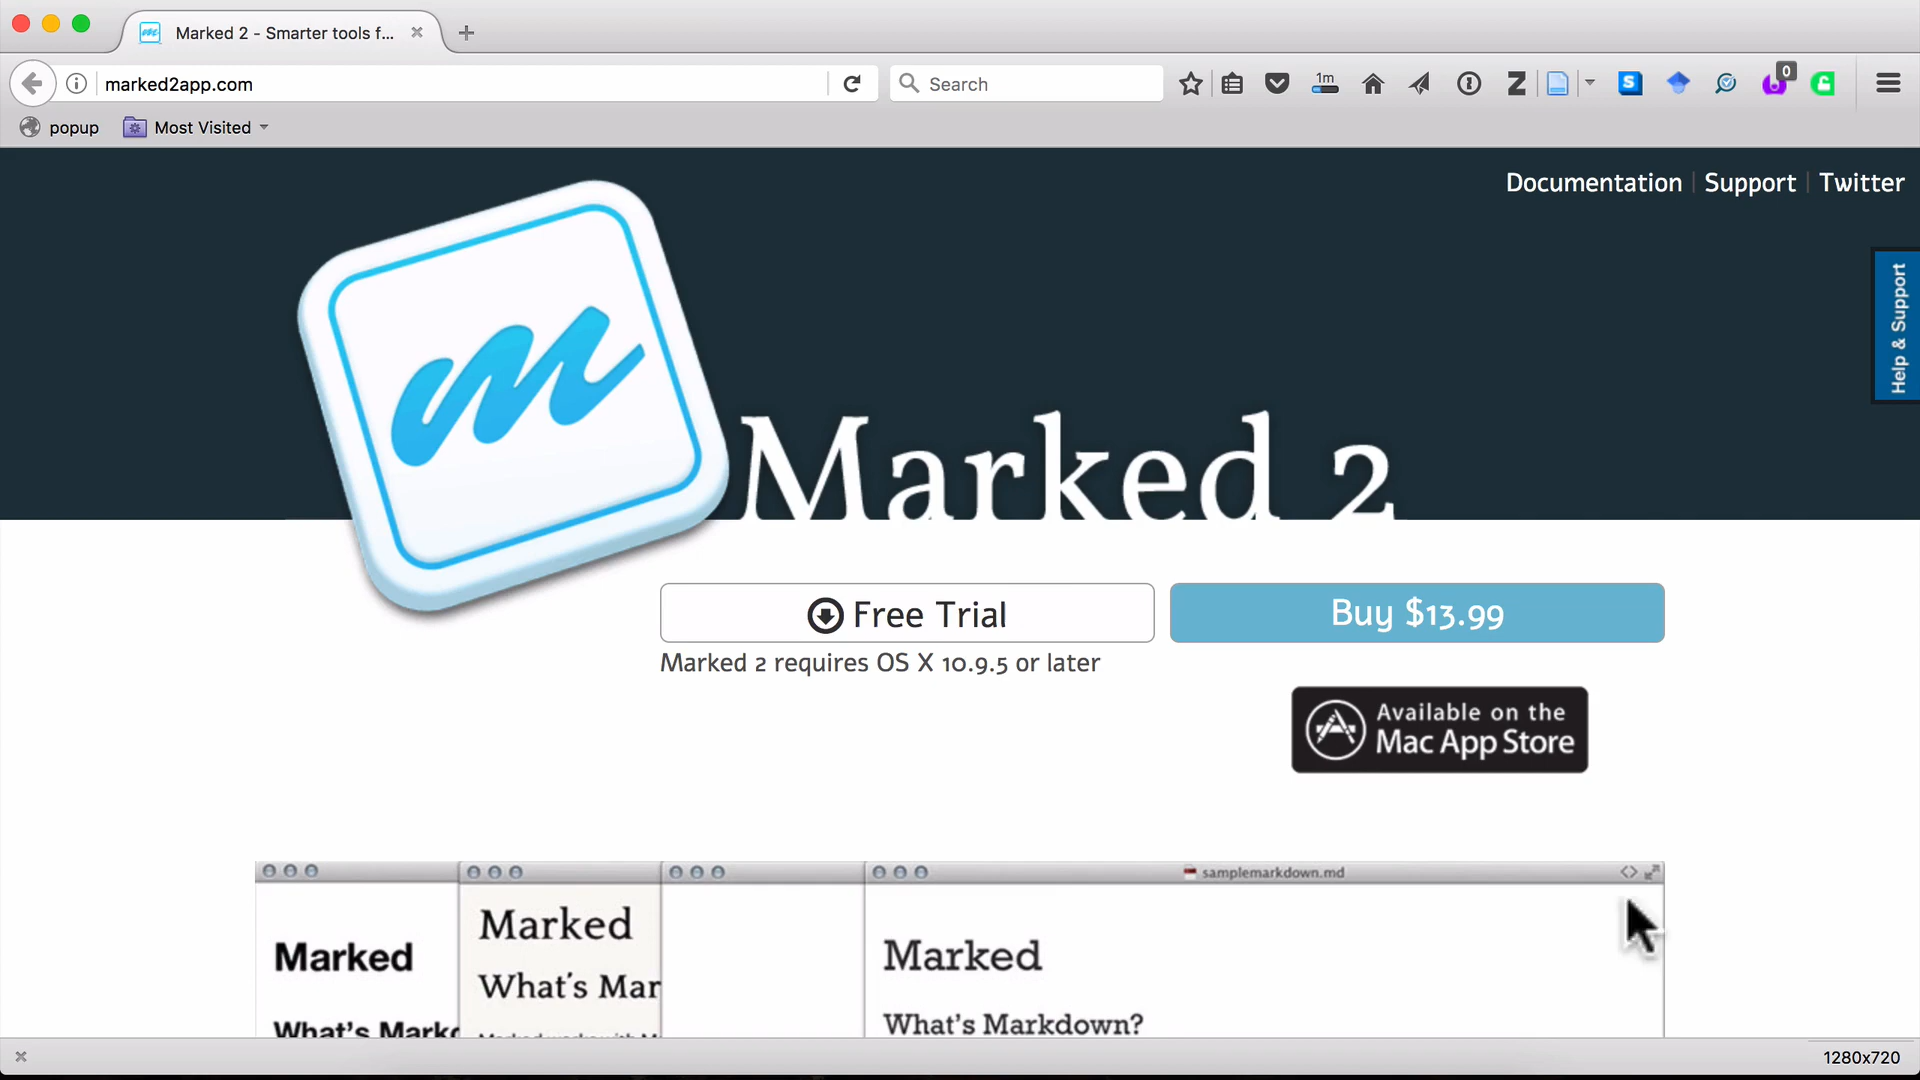 Marked 2 - Smarter tools f...
marked2app.com
Search
1m
Z
S
0
popup
Most Visited
Documentation | Support | Twitter
Help & Support
m
Marked 2
Free Trial
Buy $13.99
Marked 2 requires OS X 10.9.5 or later
Available on the
Mac App Store
samplemarkdown.md
Marked
Marked
Marked
What's Mar
What's Markdown?
What's Markd
1280x720